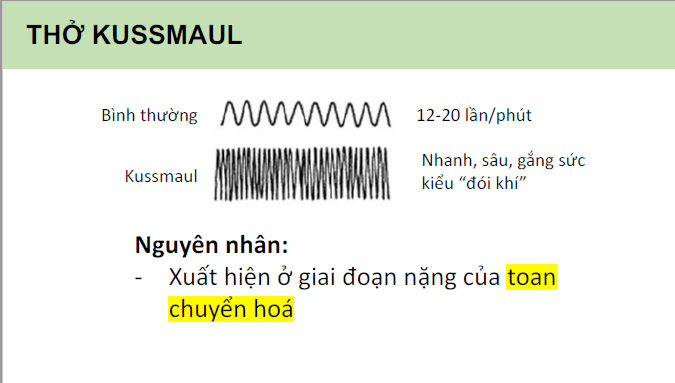 THỞ KUSSMAUL
Bình thường
12-20 lần/phút
Kussmaul
Nhanh, sâu, gắng sức
kiểu “đói khí”
Nguyên nhân:
- Xuất hiện ở giai đoạn nặng của toan
chuyển hoá